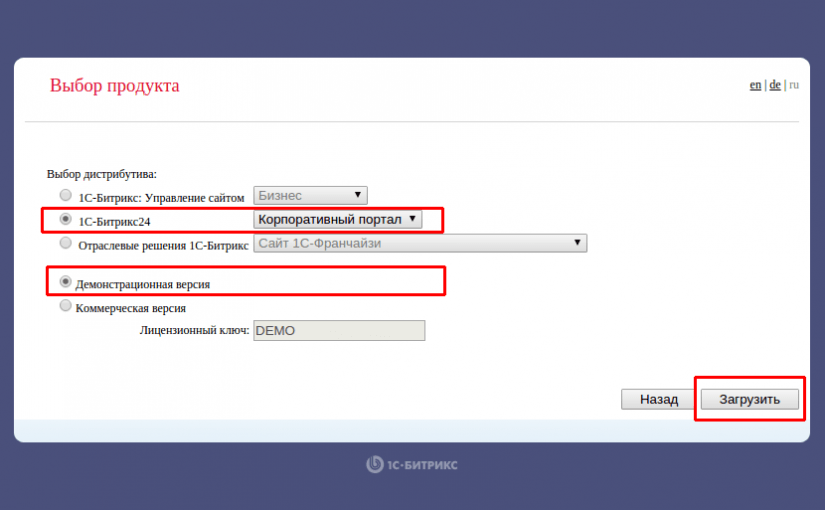 Выбор продукта
en | de | ru
Выбор дистрибутива:
1С-Битрикс: Управление сайтом Бизнес
1С-Битрикс24 Корпоративный портал
Отраслевые решения 1С-Битрикс Сайт 1С-Франчайзи
Демонстрационная версия
Коммерческая версия
Лицензионный ключ: DEMO
Назад Загрузить
1С-БИТРИКС